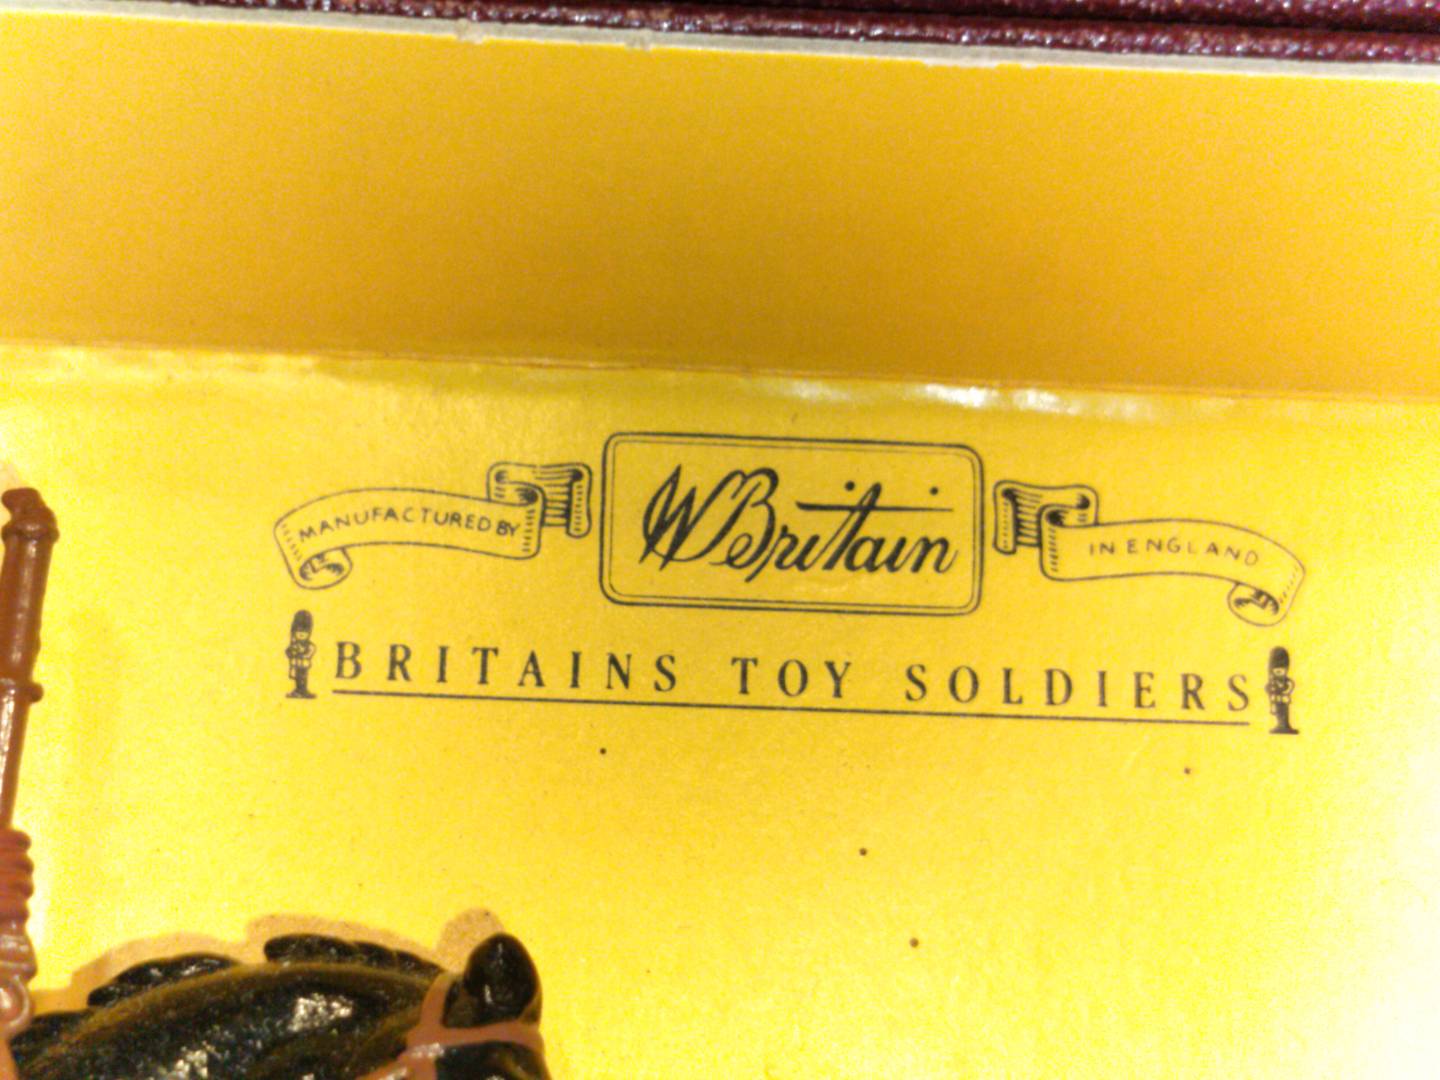 MANUFACTURED BY
W Britain
IN ENGLAND
BRITAINS TOY SOLDIERS